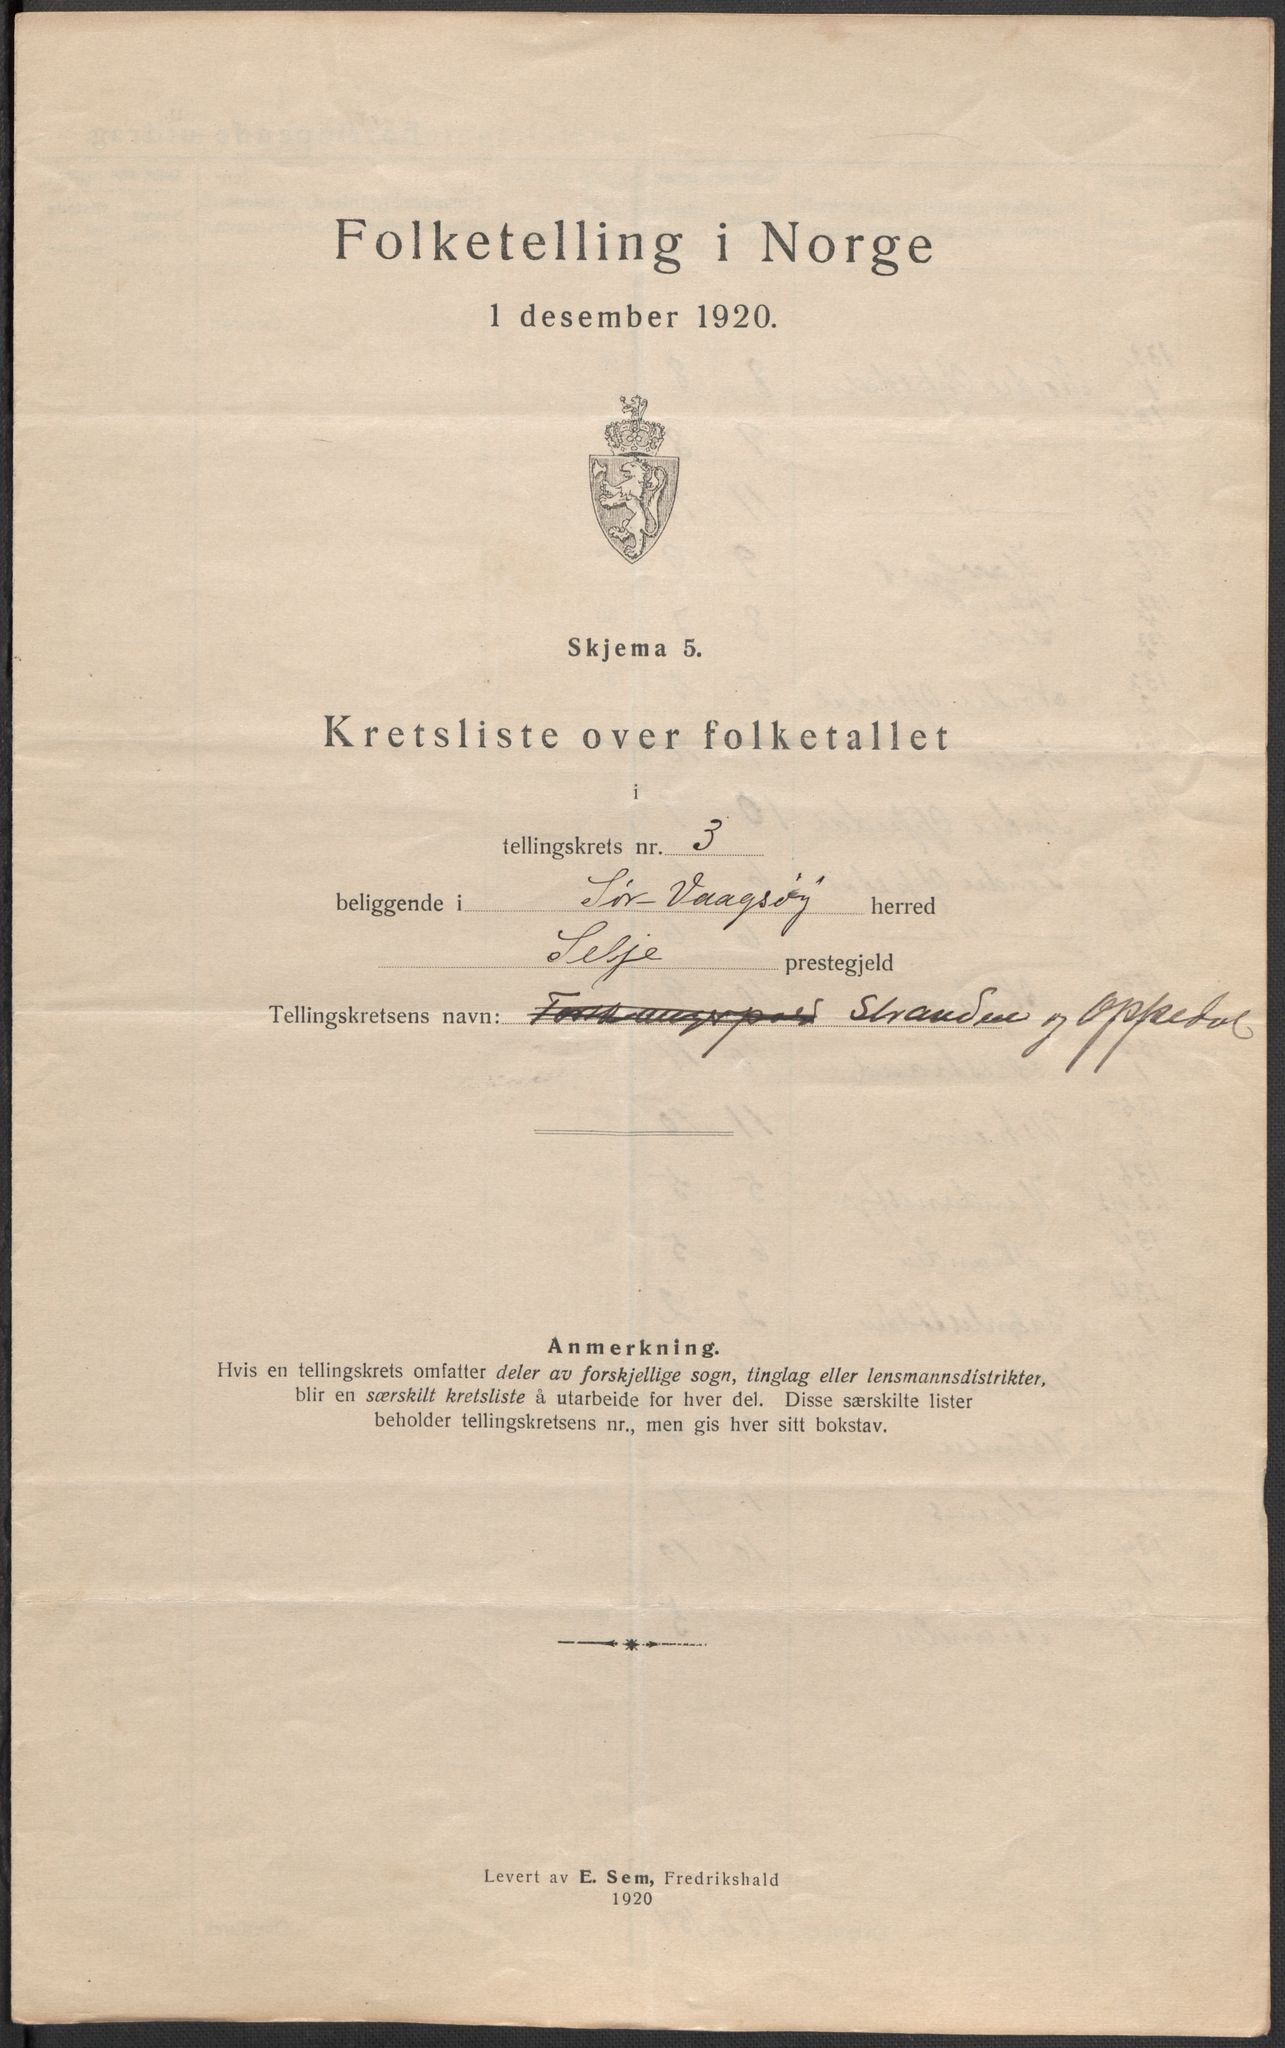 Folketelling i Norge
1 desember 1920.
Skjema 5.
Kretsliste over folketallet
i
tellingskrets nr. 3
beliggende i Sør-Vaagsøy herred
Selje prestegjeld
Tellingskretsens navn: Stranden og Oppedal
Anmerkning.
Hvis en tellingskrets omfatter deler av forskjellige sogn, tinglag eller lensmannsdistrikter,
blir en særskilt kretsliste å utarbeide for hver del. Disse særskilte lister
beholder tellingskretsens nr., men gis hver sitt bokstav.
Levert av E. Sem, Fredrikshald
1920